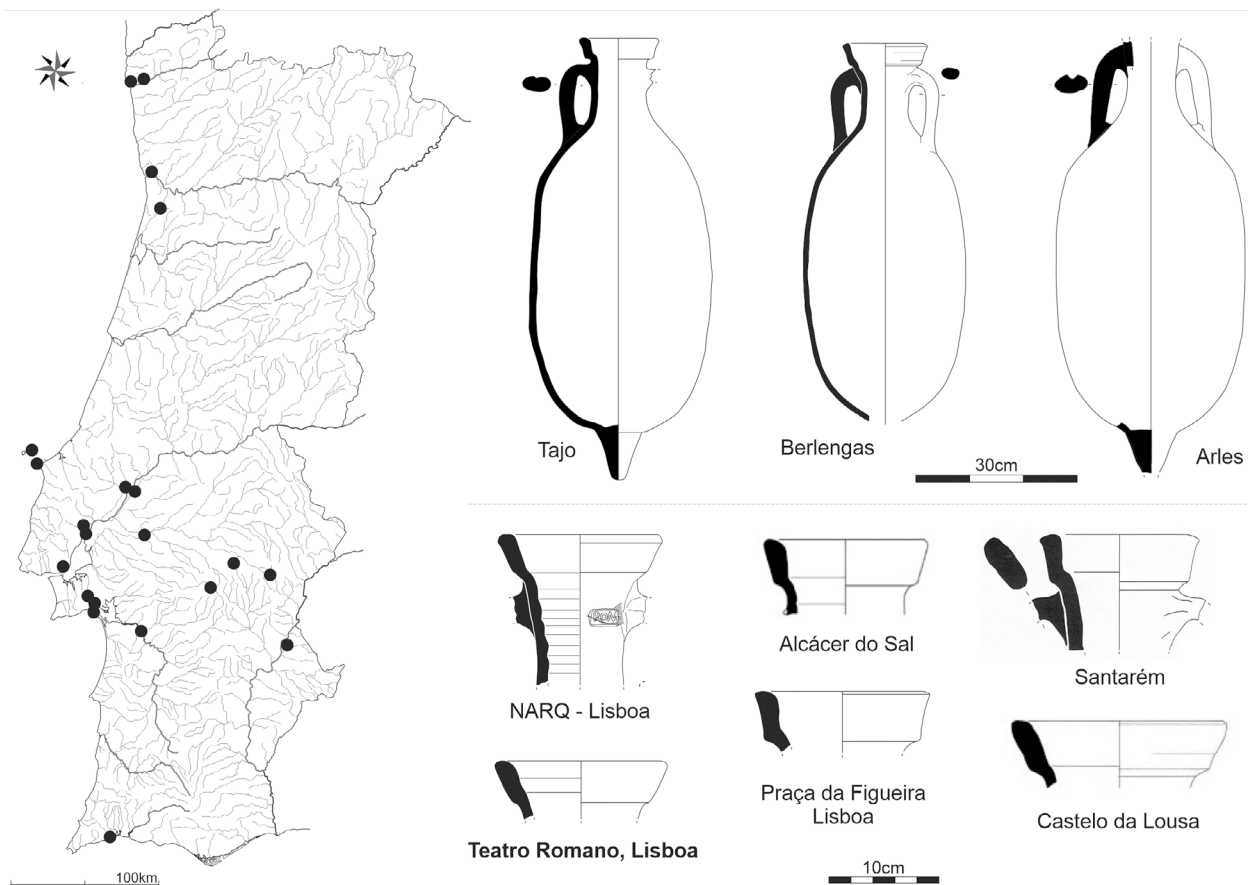 Tajo
Berlengas
Arles
30cm
NARQ - Lisboa
Alcácer do Sal
Santarém
Teatro Romano, Lisboa
Praça da Figueira
Lisboa
Castelo da Lousa
10cm
100km